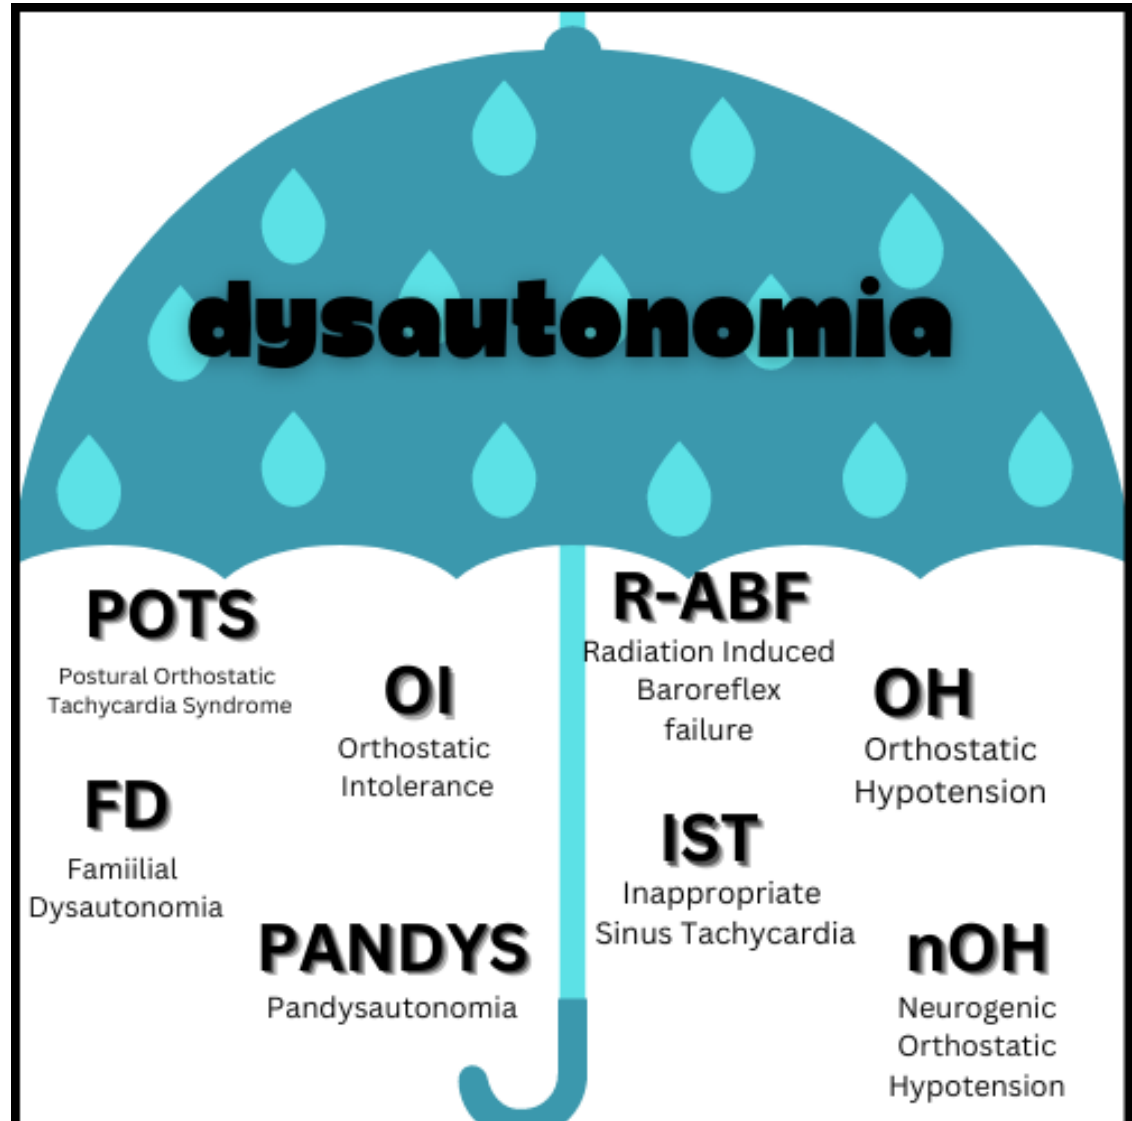 dysautonomia
POTS
Postural Orthostatic
Tachycardia Syndrome
OI
Orthostatic
Intolerance
FD
Famiilial
Dysautonomia
PANDYS
Pandysautonomia
R-ABF
Radiation Induced
Baroreflex
failure
OH
Orthostatic
Hypotension
IST
Inappropriate
Sinus Tachycardia
nOH
Neurogenic
Orthostatic
Hypotension